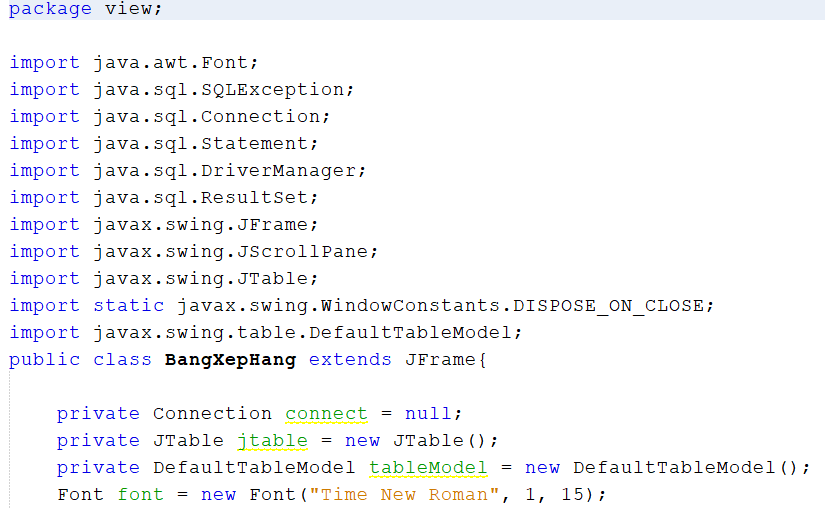 package view;
import java.awt.Font;
import java.sql.SQLException;
import java.sql.Connection;
import java.sql.Statement;
import java.sql.DriverManager;
import java.sql.ResultSet;
import javax.swing.JFrame;
import javax.swing.JScrollPane;
import javax.swing.JTable;
import static javax.swing.WindowConstants.DISPOSE_ON_CLOSE;
import javax.swing.table.DefaultTableModel;
public class BangXepHang extends JFrame{
private Connection connect = null;
private JTable jtable = new JTable();
private DefaultTableModel tableModel = new DefaultTableModel();
Font font = new Font("Time New Roman", 1, 15);